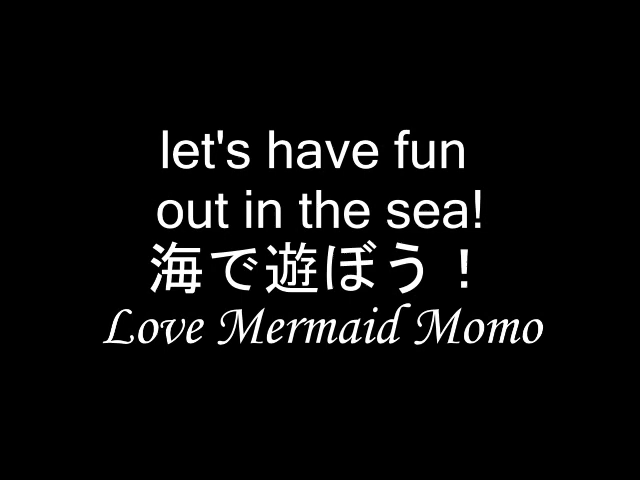 let's have fun
out in the sea!
海で遊ぼう！
Love Mermaid Momo